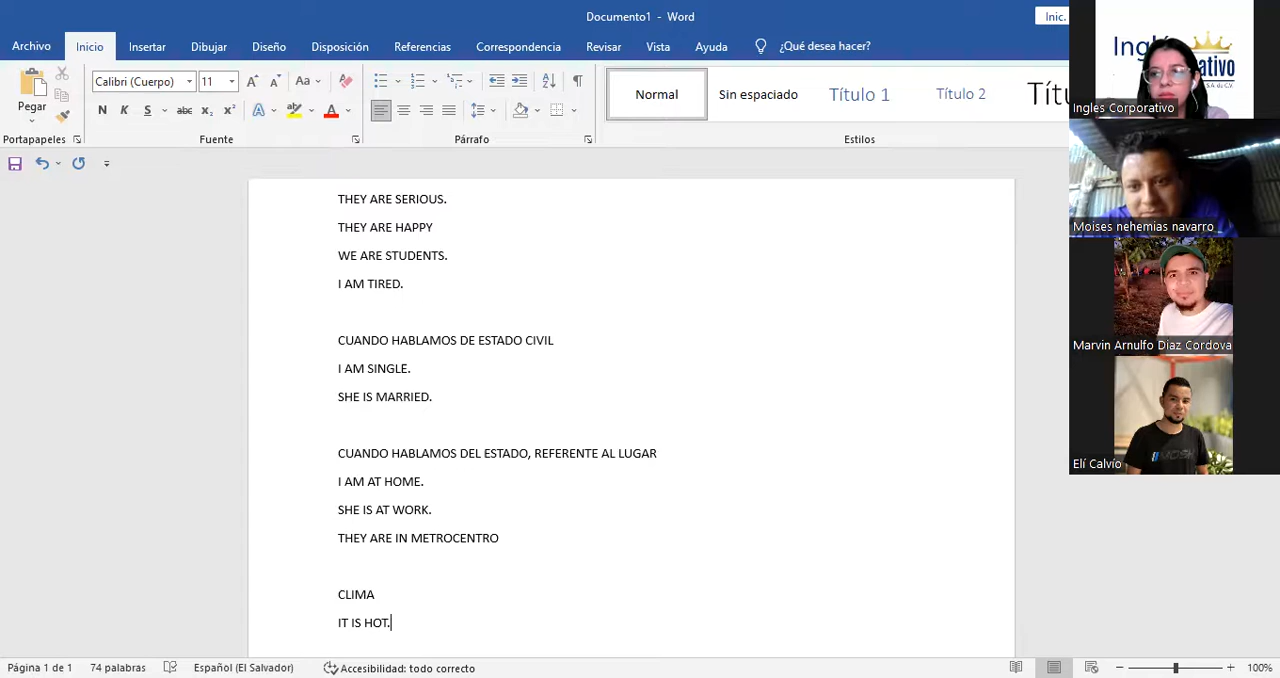 Documento1 - Word
Inic.
Archivo
Inicio
Insertar
Dibujar
Diseño
Disposición
Referencias
Correspondencia
Revisar
Vista
Ayuda
¿Qué desea hacer?
Pegar
Calibri (Cuerpo)
11
Aa
N K S abc x² x²
Normal
Sin espaciado
Título 1
Título 2
Portapapeles
Fuente
Párrafo
Estilos
THEY ARE SERIOUS.
THEY ARE HAPPY
WE ARE STUDENTS.
I AM TIRED.
CUANDO HABLAMOS DE ESTADO CIVIL
I AM SINGLE.
SHE IS MARRIED.
CUANDO HABLAMOS DEL ESTADO, REFERENTE AL LUGAR
I AM AT HOME.
SHE IS AT WORK.
THEY ARE IN METROCENTRO
CLIMA
IT IS HOT.
Ingles Corporativo
Moises nehemias navarro
Marvin Arnulfo Diaz Cordova
Elí Calvío
Página 1 de 1
74 palabras
Español (El Salvador)
Accesibilidad: todo correcto
100%